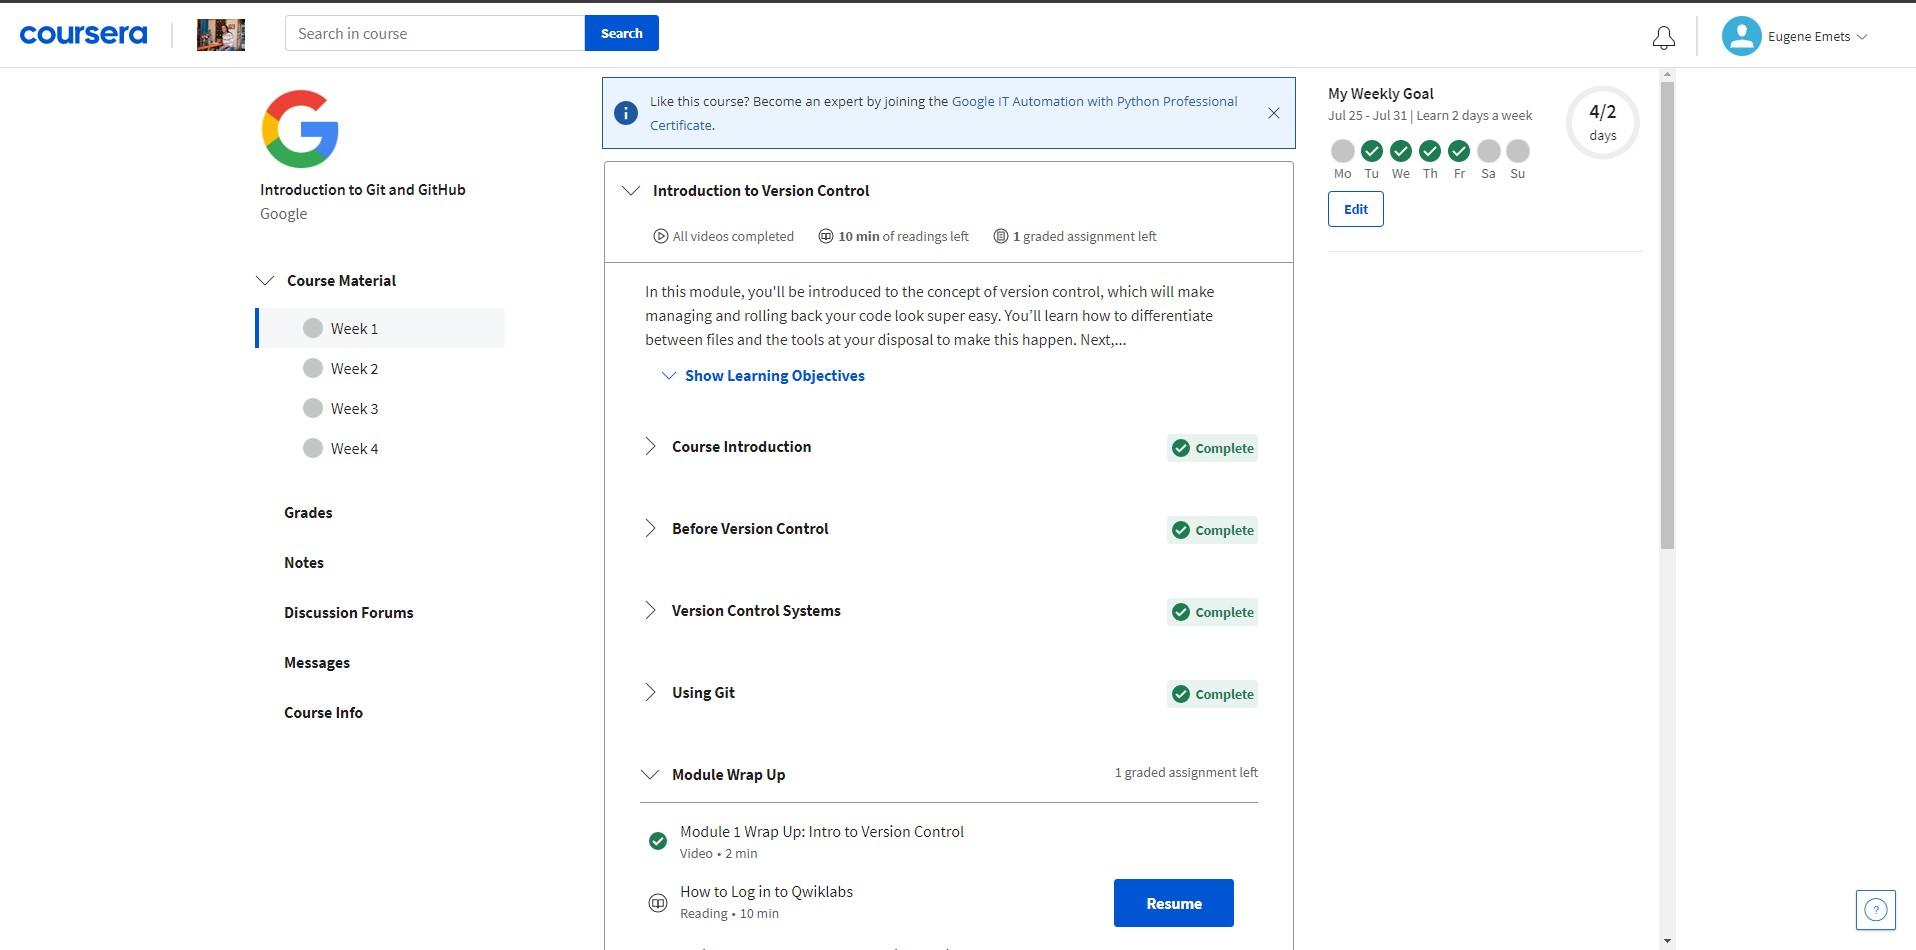 coursera
Search in course
Search
Eugene Emets
Introduction to Git and GitHub
Google
Course Material
Week 1
Week 2
Week 3
Week 4
Grades
Notes
Discussion Forums
Messages
Course Info
Like this course? Become an expert by joining the Google IT Automation with Python Professional
Certificate.
Introduction to Version Control
All videos completed 10 min of readings left 1 graded assignment left
In this module, you'll be introduced to the concept of version control, which will make
managing and rolling back your code look super easy. You’ll learn how to differentiate
between files and the tools at your disposal to make this happen. Next,...
Show Learning Objectives
Course Introduction Complete
Before Version Control Complete
Version Control Systems Complete
Using Git Complete
Module Wrap Up 1 graded assignment left
Module 1 Wrap Up: Intro to Version Control
Video • 2 min
How to Log in to Qwiklabs
Reading • 10 min
Resume
My Weekly Goal
Jul 25 - Jul 31 | Learn 2 days a week
Mo Tu We Th Fr Sa Su
4/2
days
Edit
?